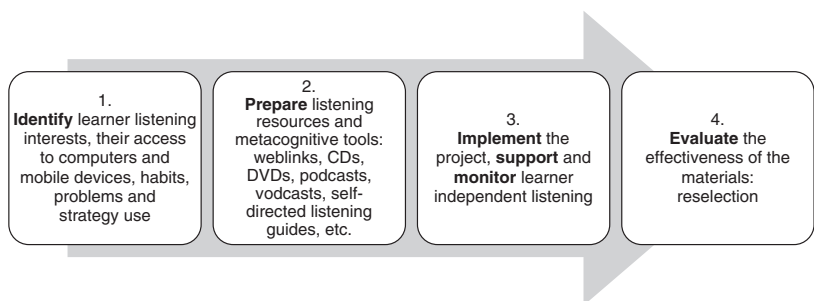 1.
Identify learner listening
interests, their access
to computers and
mobile devices, habits,
problems and
strategy use
2.
Prepare listening
resources and
metacognitive tools:
weblinks, CDs,
DVDs, podcasts,
vodcasts, self-
directed listening
guides, etc.
3.
Implement the
project, support and
monitor learner
independent listening
4.
Evaluate the
effectiveness of the
materials:
reselection